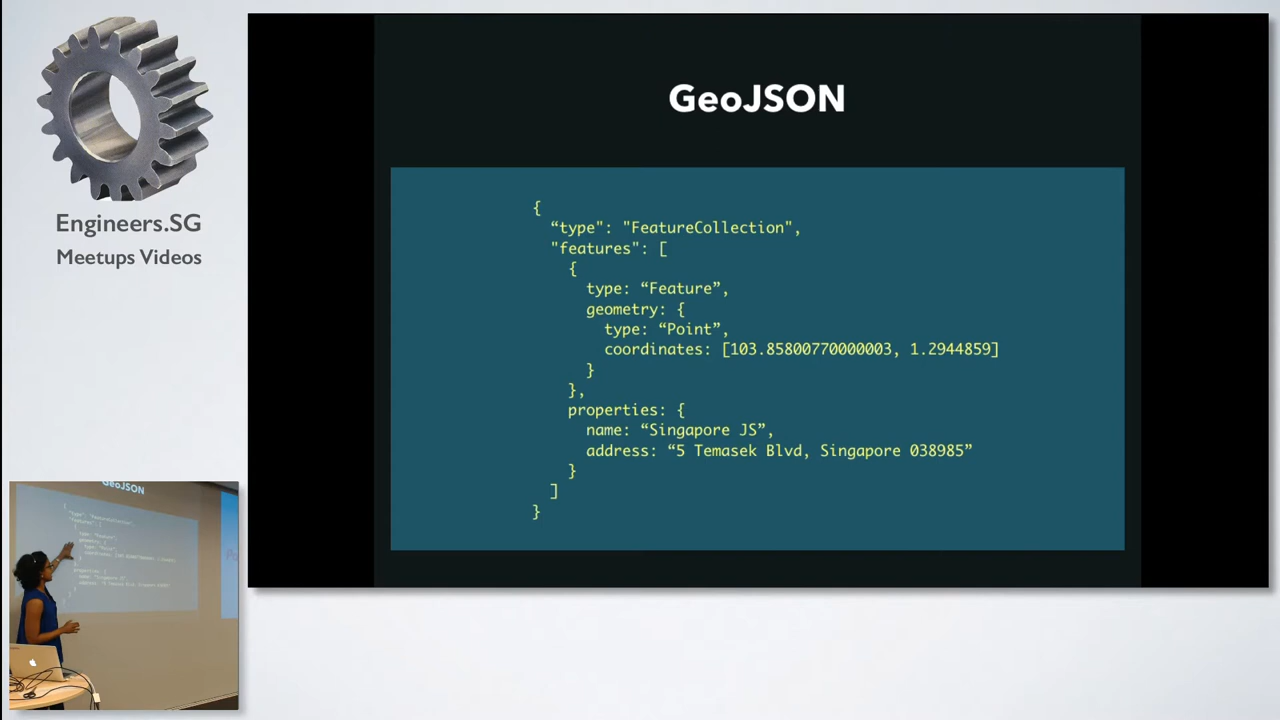 Engineers.SG
Meetups Videos
GeoJSON
{
“type": "FeatureCollection",
"features": [
{
type: “Feature”,
geometry: {
type: “Point”,
coordinates: [103.85800770000003, 1.2944859]
}
},
properties: {
name: “Singapore JS”,
address: “5 Temasek Blvd, Singapore 038985”
}
]
}
GeoJSON